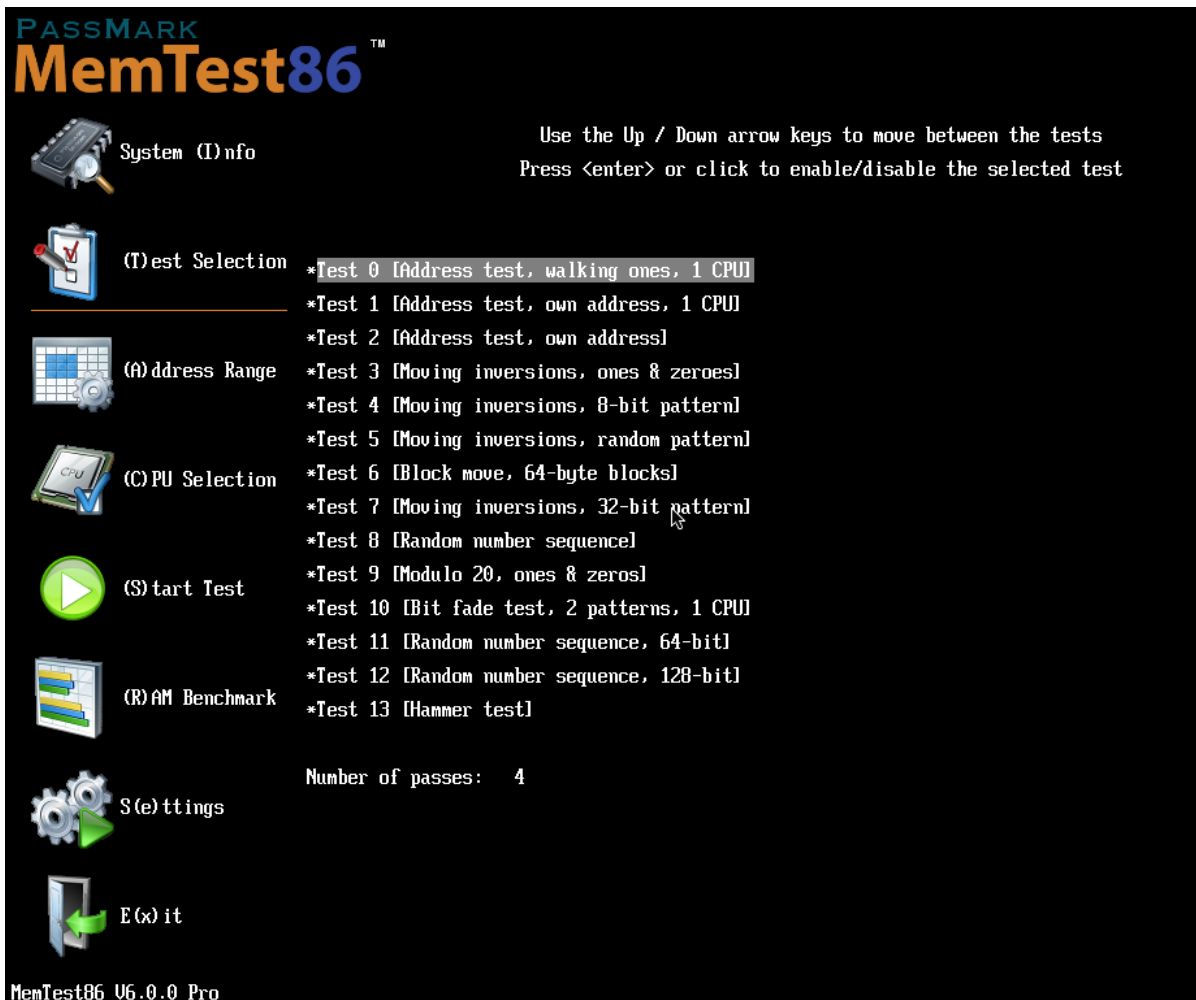 PASSMARK
MemTest86™
System (I)nfo
Use the Up / Down arrow keys to move between the tests
Press <enter> or click to enable/disable the selected test
(T)est Selection
*Test 0 [Address test, walking ones, 1 CPU]
*Test 1 [Address test, own address, 1 CPU]
*Test 2 [Address test, own address]
(A)ddress Range
*Test 3 [Moving inversions, ones & zeroes]
*Test 4 [Moving inversions, 8-bit pattern]
*Test 5 [Moving inversions, random pattern]
CPU
(C)PU Selection
*Test 6 [Block move, 64-byte blocks]
*Test 7 [Moving inversions, 32-bit pattern]
*Test 8 [Random number sequence]
*Test 9 [Modulo 20, ones & zeros]
(S)tart Test
*Test 10 [Bit fade test, 2 patterns, 1 CPU]
*Test 11 [Random number sequence, 64-bit]
*Test 12 [Random number sequence, 128-bit]
(R)AM Benchmark
*Test 13 [Hammer test]
Number of passes: 4
S(e)ttings
E(x)it
MemTest86 V6.0.0 Pro